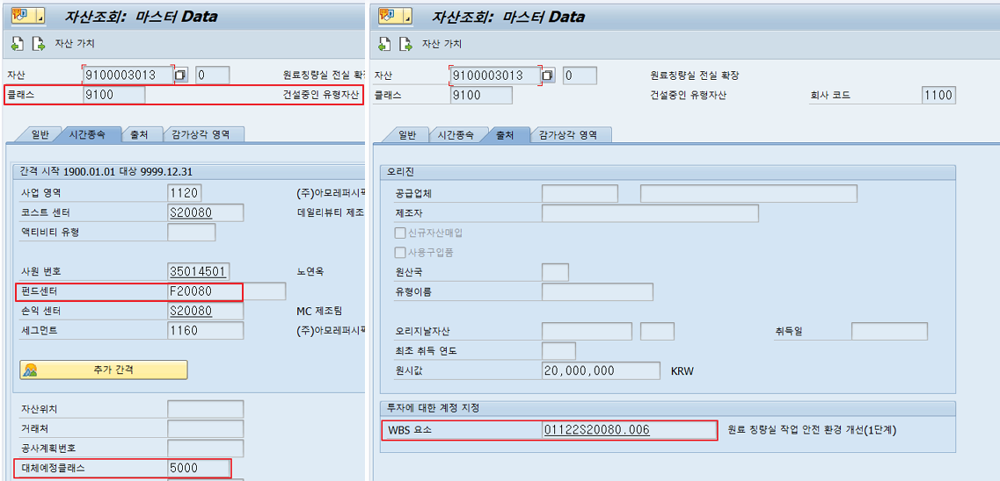 자산조회: 마스터 Data
자산 가치
자산 9100003013 0 원료칭량실 전실 확장
클래스 9100 건설중인 유형자산
일반 시간종속 출처 감가상각 영역
간격 시작 1900.01.01 대상 9999.12.31
사업 영역 1120 (주)아모레퍼시픽
코스트 센터 S20080 데일리뷰티 제조
액티비티 유형
사원 번호 35014501 노연옥
펀드센터 F20080
손익 센터 S20080 MC 제조팀
세그먼트 1160 (주)아모레퍼시픽
추가 간격
자산위치
거래처
공사계획번호
대체예정클래스 5000
자산조회: 마스터 Data
자산 가치
자산 9100003013 0 원료칭량실 전실 확장
클래스 9100 건설중인 유형자산 회사 코드 1100
일반 시간종속 출처 감가상각 영역
오리진
공급업체
제조자
신규자산매입
사용구입품
원산국
유형이름
오리지날자산 취득일
최초 취득 연도
원시값 20,000,000 KRW
투자에 대한 계정 지정
WBS 요소 01122S20080.006 원료 칭량실 작업 안전 환경 개선(1단계)